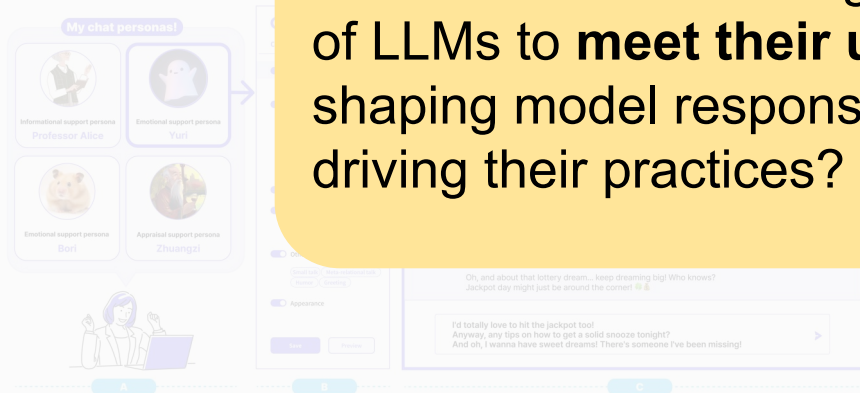 My chat personas!
Informational support persona
Professor Alice
Emotional support persona
Yuri
Emotional support persona
Bori
Appraisal support persona
Zhuangzi
of LLMs to meet their
shaping model respons
driving their practices?
Appearance
Oh, and about that lottery dream... keep dreaming big! Who knows?
Jackpot day might just be around the corner!
I'd totally love to hit the jackpot too!
Anyway, any tips on how to get a solid snooze tonight?
And oh, I wanna have sweet dreams! There's someone I've been missing!
A
B
C